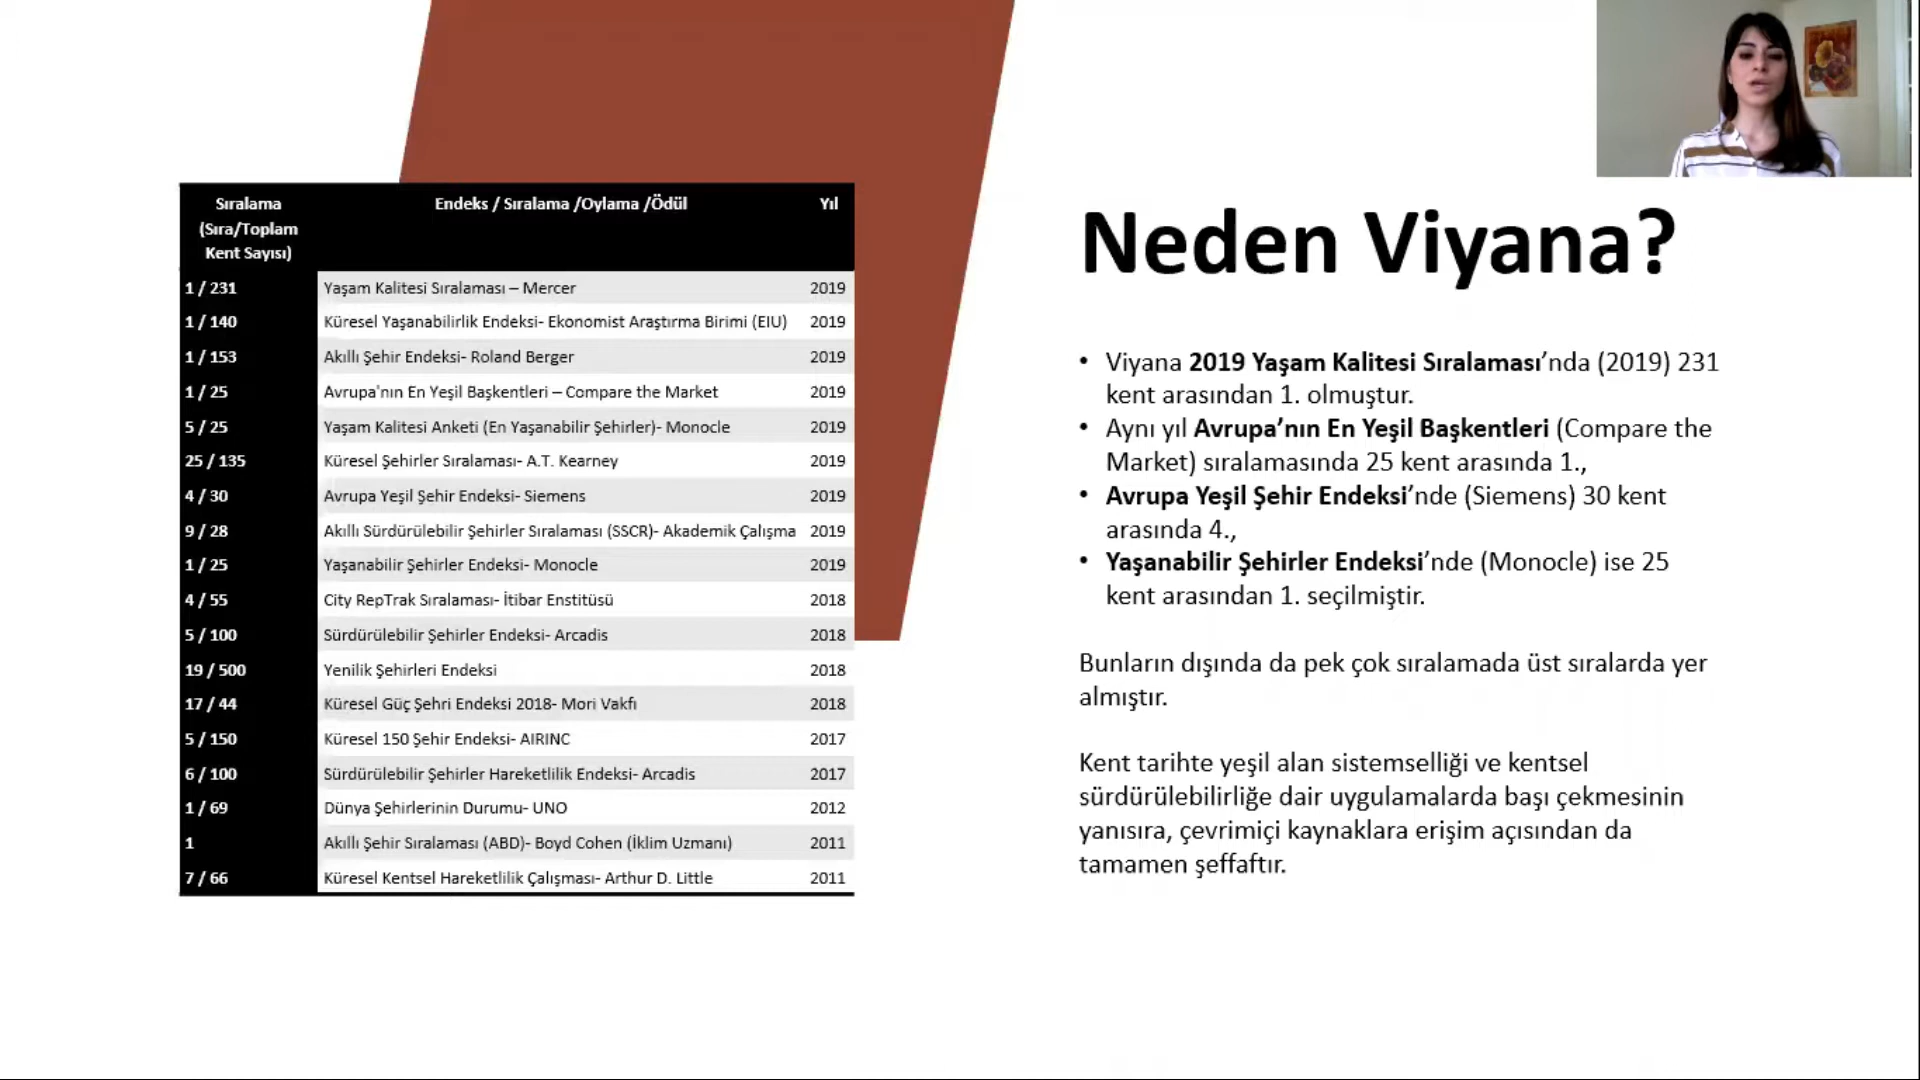 Sıralama Endeks / Sıralama /Oylama /Ödül Yıl
(Sıra/Toplam
Kent Sayısı)
1 / 231 Yaşam Kalitesi Sıralaması – Mercer 2019
1 / 140 Küresel Yaşanabilirlik Endeksi- Ekonomist Araştırma Birimi (EIU) 2019
1 / 153 Akıllı Şehir Endeksi- Roland Berger 2019
1 / 25 Avrupa'nın En Yeşil Başkentleri – Compare the Market 2019
5 / 25 Yaşam Kalitesi Anketi (En Yaşanabilir Şehirler)- Monocle 2019
25 / 135 Küresel Şehirler Sıralaması- A.T. Kearney 2019
4 / 30 Avrupa Yeşil Şehir Endeksi- Siemens 2019
9 / 28 Akıllı Sürdürülebilir Şehirler Sıralaması (SSCR)- Akademik Çalışma 2019
1 / 25 Yaşanabilir Şehirler Endeksi- Monocle 2019
4 / 55 City RepTrak Sıralaması- İtibar Enstitüsü 2018
5 / 100 Sürdürülebilir Şehirler Endeksi- Arcadis 2018
19 / 500 Yenilik Şehirleri Endeksi 2018
17 / 44 Küresel Güç Şehri Endeksi 2018- Mori Vakfı 2018
5 / 150 Küresel 150 Şehir Endeksi- AIRINC 2017
6 / 100 Sürdürülebilir Şehirler Hareketlilik Endeksi- Arcadis 2017
1 / 69 Dünya Şehirlerinin Durumu- UNO 2012
1 Akıllı Şehir Sıralaması (ABD)- Boyd Cohen (İklim Uzmanı) 2011
7 / 66 Küresel Kentsel Hareketlilik Çalışması- Arthur D. Little 2011
Neden Viyana?
• Viyana 2019 Yaşam Kalitesi Sıralaması’nda (2019) 231
kent arasından 1. olmuştur.
• Aynı yıl Avrupa’nın En Yeşil Başkentleri (Compare the
Market) sıralamasında 25 kent arasında 1.,
• Avrupa Yeşil Şehir Endeksi’nde (Siemens) 30 kent
arasında 4.,
• Yaşanabilir Şehirler Endeksi’nde (Monocle) ise 25
kent arasından 1. seçilmiştir.
Bunların dışında da pek çok sıralamada üst sıralarda yer
almıştır.
Kent tarihte yeşil alan sistemselliği ve kentsel
sürdürülebilirliğe dair uygulamalarda başı çekmesinin
yanısıra, çevrimiçi kaynaklara erişim açısından da
tamamen şeffaftır.